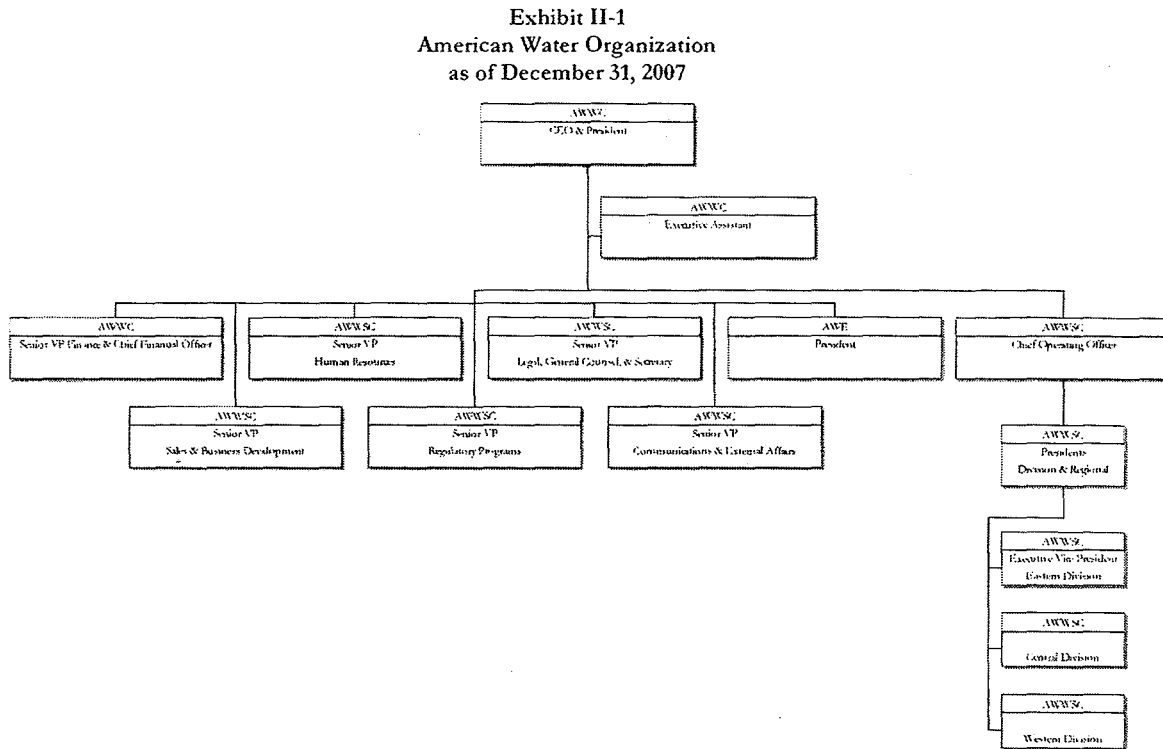 Exhibit II-1
American Water Organization
as of December 31, 2007
AWWC
CEO & President
AWWC
Executive Assistant
AWWC
Senior VP Finance & Chief Financial Officer
AWWSC
Senior VP
Human Resources
AWWSC
Senior VP
Legal, General Counsel, & Secretary
AWE
President
AWWSC
Chief Operating Officer
AWWSC
Senior VP
Sales & Business Development
AWWSC
Senior VP
Regulatory Programs
AWWSC
Senior VP
Communications & External Affairs
AWWSC
Presidents
Division & Regional
AWWSC
Executive Vice President
Eastern Division
AWWSC
Central Division
AWWSC
Western Division